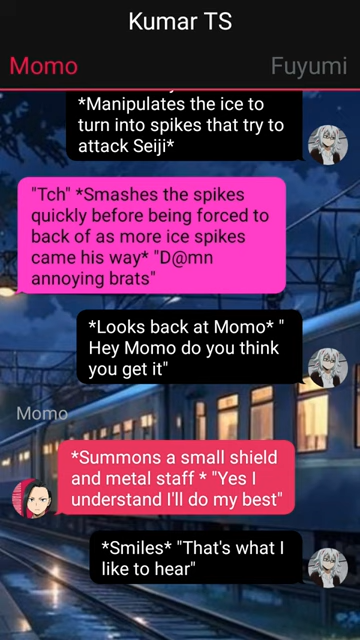 Kumar TS
Momo
Fuyumi
*Manipulates the ice to
turn into spikes that try to
attack Seiji*
"Tch" *Smashes the spikes
quickly before being forced to
back of as more ice spikes
came his way* "D@mn
annoying brats"
*Looks back at Momo* "
Hey Momo do you think
you get it"
Momo
*Summons a small shield
and metal staff * "Yes I
understand I'll do my best"
*Smiles* "That's what I
like to hear"